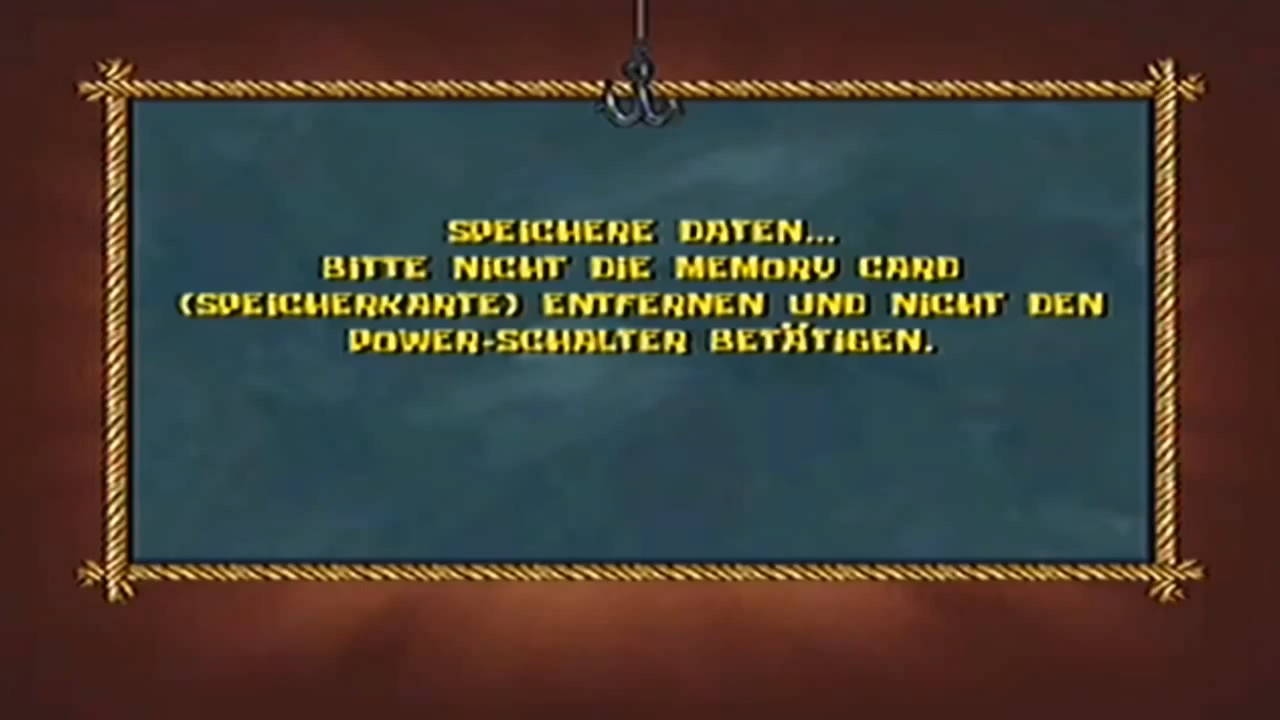 SPEICHERE DATEN...
BITTE NICHT DIE MEMORY CARD
(SPEICHERKARTE) ENTFERNEN UND NICHT DEN
POWER-SCHALTER BETÄTIGEN.